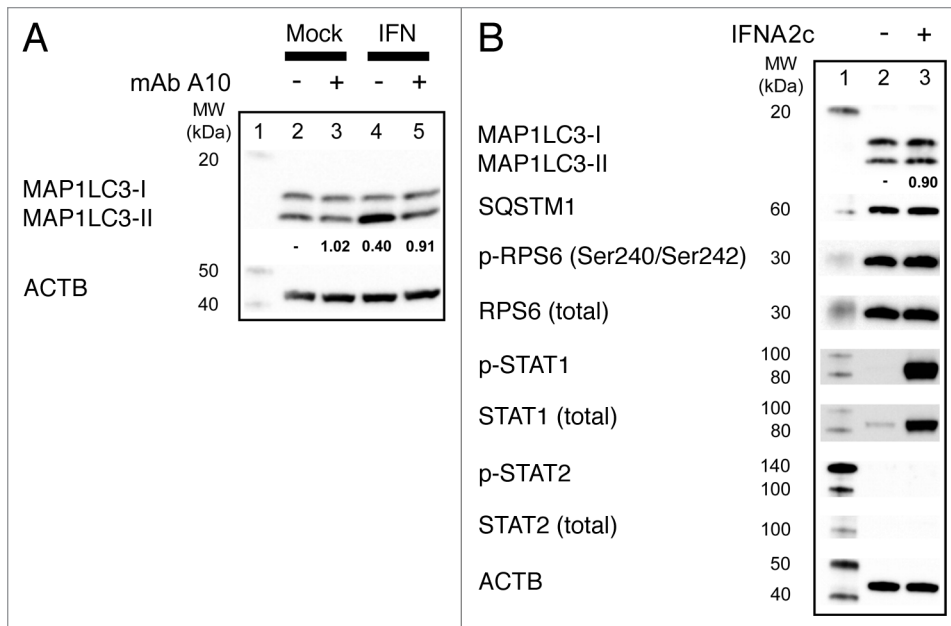 A
Mock IFN
mAb A10 - + - +
MW
(kDa) 1 2 3 4 5
20
MAP1LC3-I
MAP1LC3-II
- 1.02 0.40 0.91
50
ACTB
40
B
IFNA2c - +
MW
(kDa) 1 2 3
20
MAP1LC3-I
MAP1LC3-II
- 0.90
SQSTM1 60
p-RPS6 (Ser240/Ser242) 30
RPS6 (total) 30
100
p-STAT1
80
100
STAT1 (total)
80
140
p-STAT2
100
STAT2 (total) 100
50
ACTB
40